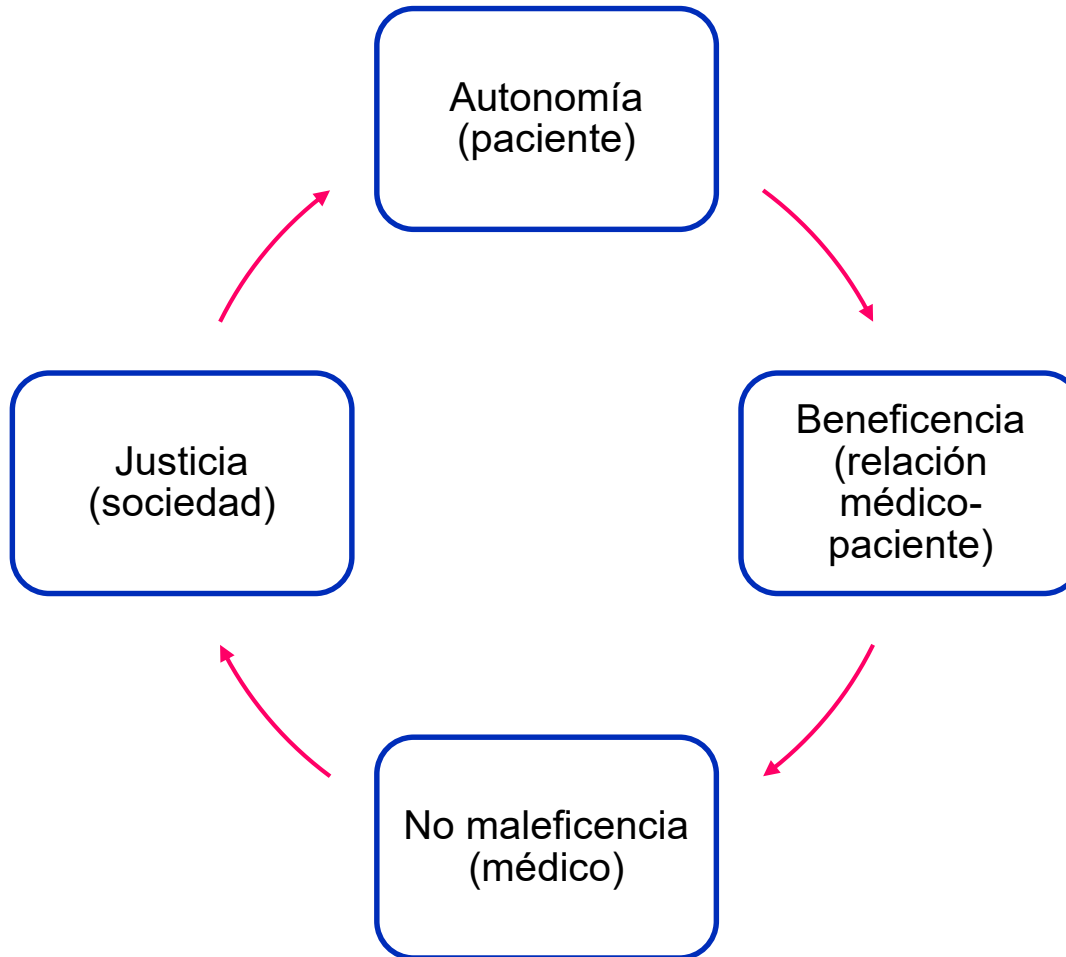 Autonomía
(paciente)
Beneficencia
(relación
médico-
paciente)
No maleficencia
(médico)
Justicia
(sociedad)